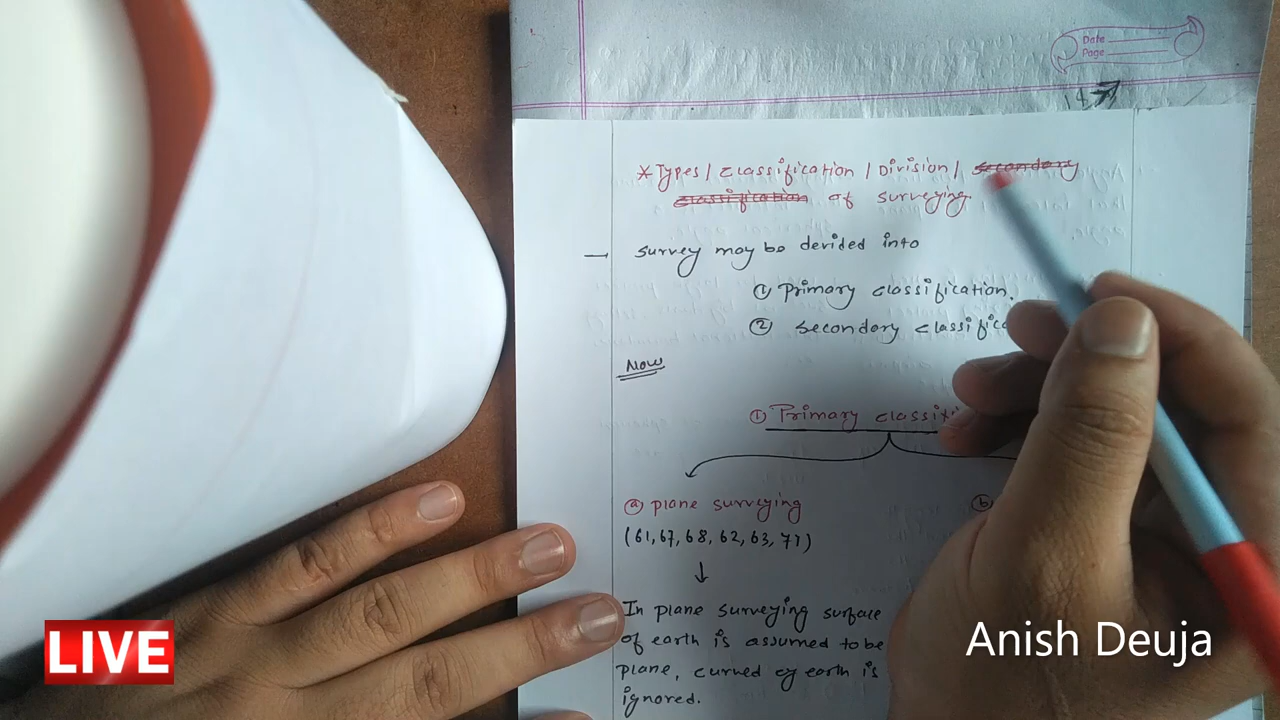 Date
Page
* Types / Classification / Division / secondary
classification of surveying.
— survey may be devided into
① Primary classification.
② secondary classific
Now
① Primary classifi
ⓐ plane surveying
ⓑ
(61, 67, 68, 62, 63, 71)
↓
In plane surveying surface
of earth is assumed to be
plane, curved of earth is
ignored.
LIVE
Anish Deuja